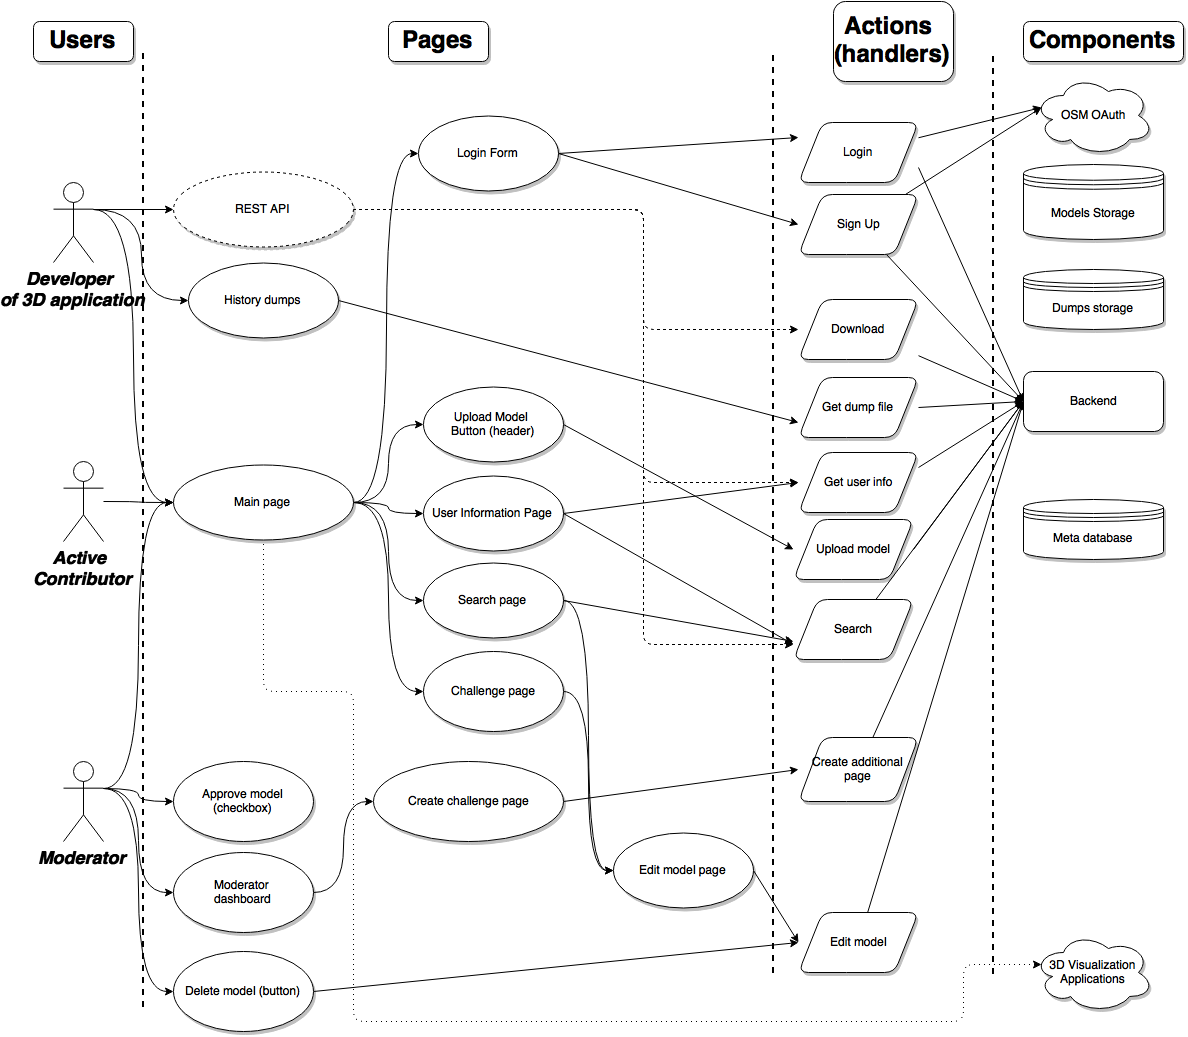 Users
Pages
Actions
(handlers)
Components
OSM OAuth
Login Form
Login
REST API
Models Storage
Sign Up
Developer
of 3D application
History dumps
Dumps storage
Download
Backend
Get dump file
Upload Model
Button (header)
Get user info
Main page
User Information Page
Meta database
Upload model
Active
Contributor
Search page
Search
Challenge page
Create additional
page
Approve model
(checkbox)
Create challenge page
Moderator
Edit model page
Moderator
dashboard
Edit model
3D Visualization
Applications
Delete model (button)